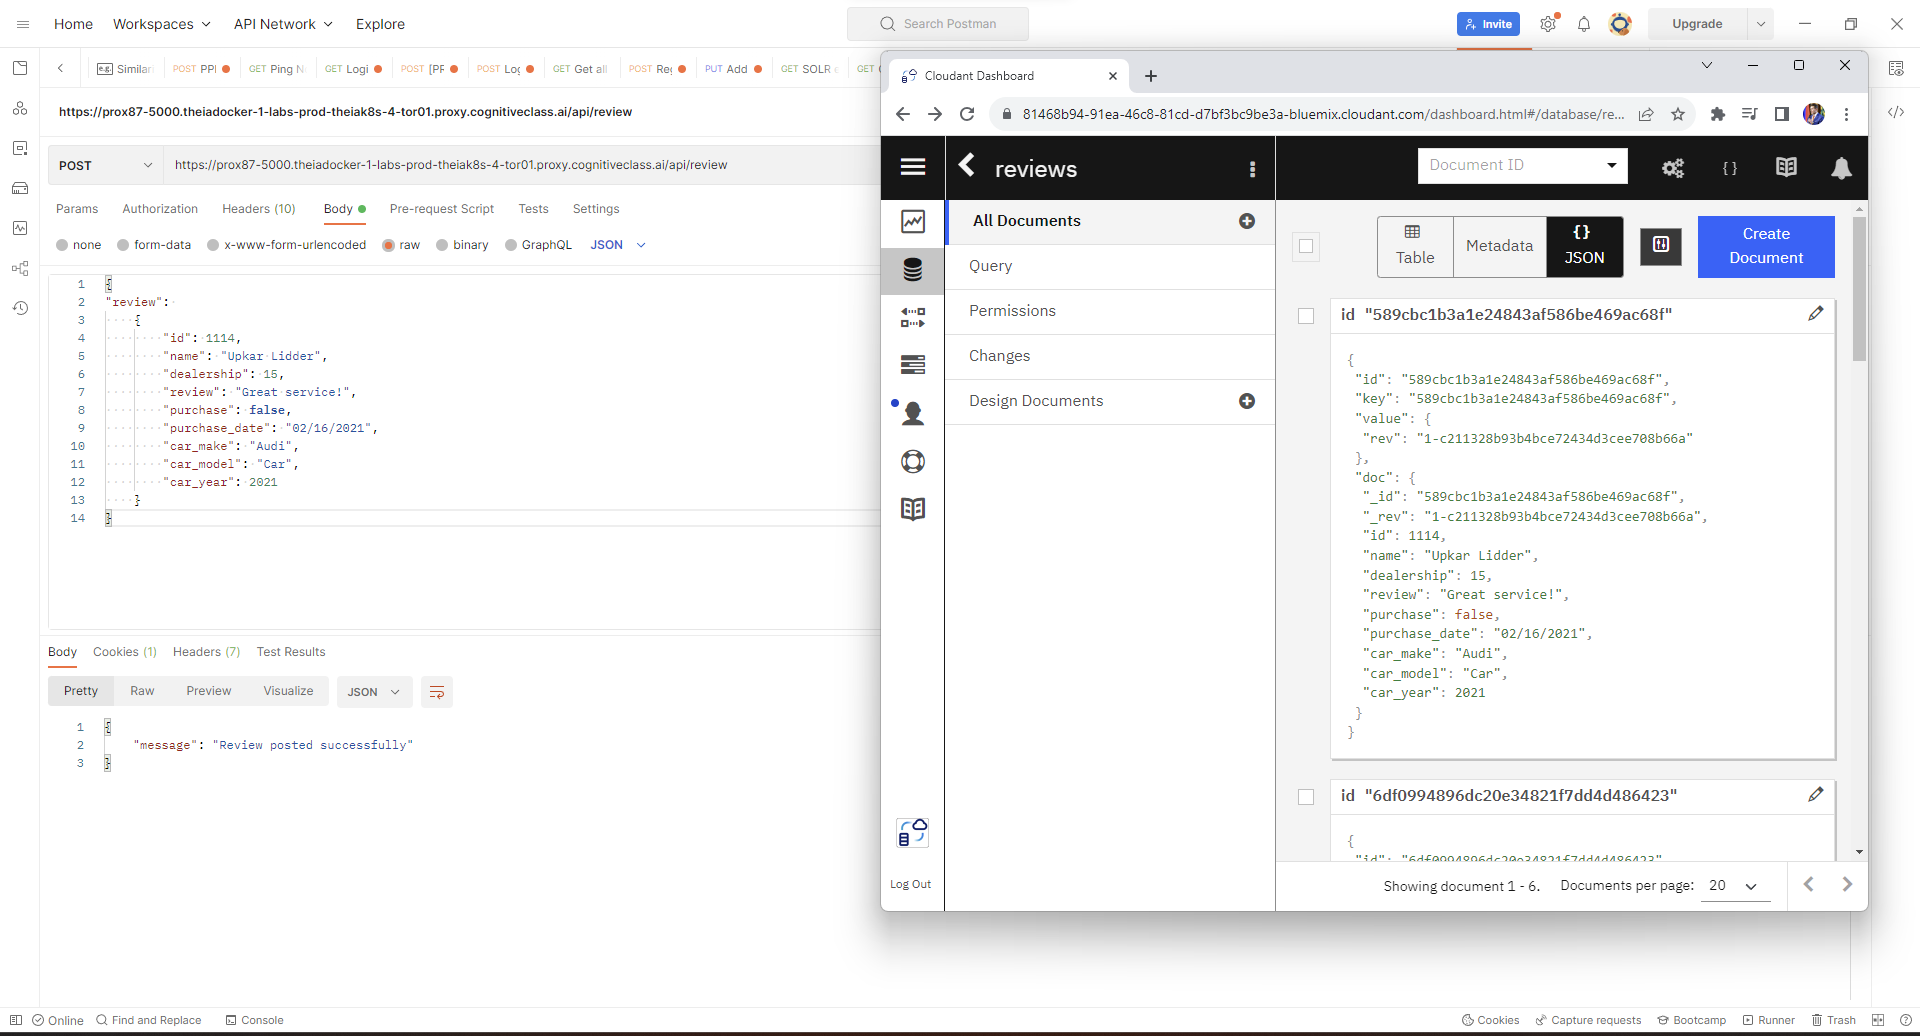 Home Workspaces API Network Explore Search Postman Invite Upgrade
e.g. Similar POST PPI GET Ping N POST Logi POST [PF POST Log GET Get all POST Reg PUT Add GET SOLR GET
https://prox87-5000.theiadocker-1-labs-prod-theiak8s-4-tor01.proxy.cognitiveclass.ai/api/review
POST https://prox87-5000.theiadocker-1-labs-prod-theiak8s-4-tor01.proxy.cognitiveclass.ai/api/review
Params Authorization Headers (10) Body Pre-request Script Tests Settings
none form-data x-www-form-urlencoded raw binary GraphQL JSON
1 {
2 "review":
3 {
4 "id": 1114,
5 "name": "Upkar Lidder",
6 "dealership": 15,
7 "review": "Great service!",
8 "purchase": false,
9 "purchase_date": "02/16/2021",
10 "car_make": "Audi",
11 "car_model": "Car",
12 "car_year": 2021
13 }
14 }
Body Cookies (1) Headers (7) Test Results
Pretty Raw Preview Visualize JSON
1 {
2 "message": "Review posted successfully"
3 }
Cloudant Dashboard
81468b94-91ea-46c8-81cd-d7bf3bc9be3a-bluemix.cloudant.com/dashboard.html#/database/re...
reviews
Document ID
{ }
All Documents
Query
Permissions
Changes
Design Documents
Log Out
Table Metadata {} JSON
Create
Document
id "589cbc1b3a1e24843af586be469ac68f"
{
"id": "589cbc1b3a1e24843af586be469ac68f",
"key": "589cbc1b3a1e24843af586be469ac68f",
"value": {
"rev": "1-c211328b93b4bce72434d3cee708b66a"
},
"doc": {
"_id": "589cbc1b3a1e24843af586be469ac68f",
"_rev": "1-c211328b93b4bce72434d3cee708b66a",
"id": 1114,
"name": "Upkar Lidder",
"dealership": 15,
"review": "Great service!",
"purchase": false,
"purchase_date": "02/16/2021",
"car_make": "Audi",
"car_model": "Car",
"car_year": 2021
}
}
id "6df0994896dc20e34821f7dd4d486423"
{
"id": "6df0994896dc20e34821f7dd4d486423"
Showing document 1 - 6. Documents per page: 20
Online Find and Replace Console Cookies Capture requests Bootcamp Runner Trash